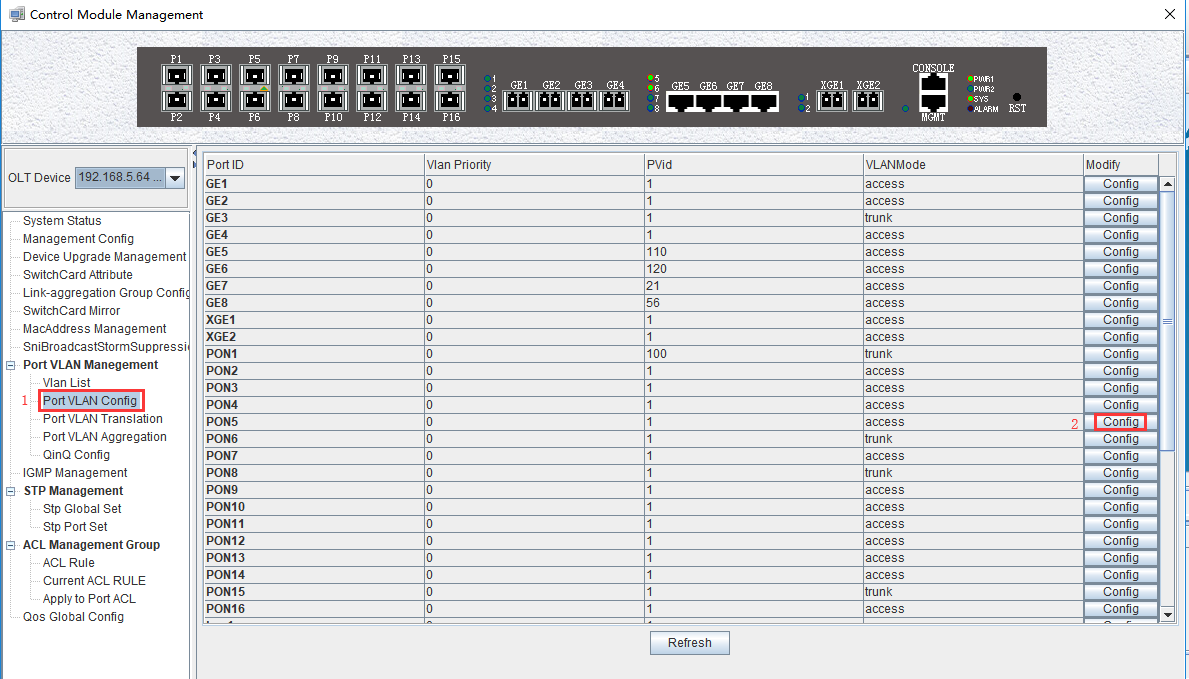 Control Module Management
P1 P3 P5 P7 P9 P11 P13 P15
P2 P4 P6 P8 P10 P12 P14 P16
1
2
3
4
GE1 GE2 GE3 GE4
5
6
7
8
GE5 GE6 GE7 GE8
1
2
XGE1 XGE2
CONSOLE
MGMT
PWR1
PWR2
SYS
ALARM
RST
OLT Device 192.168.5.64 ...
System Status
Management Config
Device Upgrade Management
SwitchCard Attribute
Link-aggregation Group Config
SwitchCard Mirror
MacAddress Management
SniBroadcastStormSuppressi
Port VLAN Management
Vlan List
1 Port VLAN Config
Port VLAN Translation
Port VLAN Aggregation
QinQ Config
IGMP Management
STP Management
Stp Global Set
Stp Port Set
ACL Management Group
ACL Rule
Current ACL RULE
Apply to Port ACL
Qos Global Config
Port ID Vlan Priority PVid VLANMode Modify
GE1 0 1 access Config
GE2 0 1 access Config
GE3 0 1 trunk Config
GE4 0 1 access Config
GE5 0 110 access Config
GE6 0 120 access Config
GE7 0 21 access Config
GE8 0 56 access Config
XGE1 0 1 access Config
XGE2 0 1 access Config
PON1 0 100 trunk Config
PON2 0 1 access Config
PON3 0 1 access Config
PON4 0 1 access Config
PON5 0 1 access 2 Config
PON6 0 1 trunk Config
PON7 0 1 access Config
PON8 0 1 trunk Config
PON9 0 1 access Config
PON10 0 1 access Config
PON11 0 1 access Config
PON12 0 1 access Config
PON13 0 1 access Config
PON14 0 1 access Config
PON15 0 1 trunk Config
PON16 0 1 access Config
Refresh